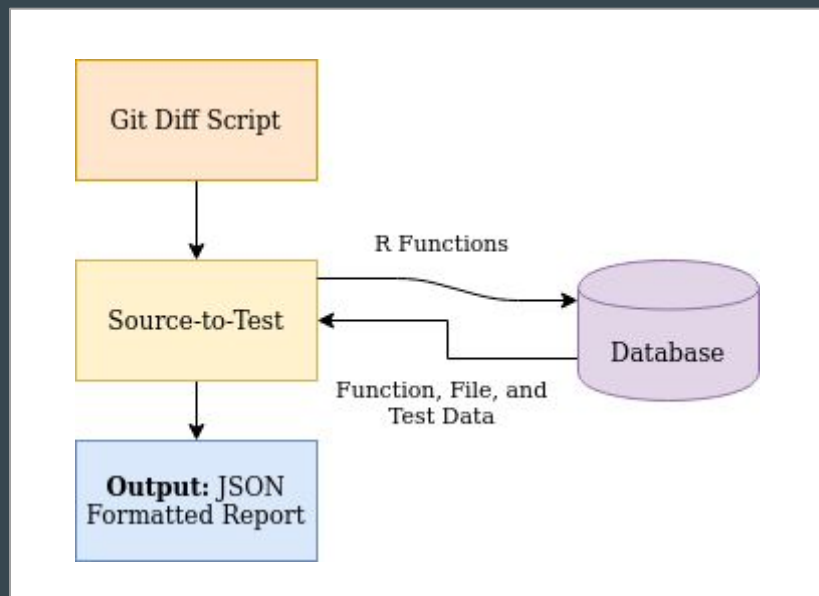 Git Diff Script
R Functions
Source-to-Test
Database
Function, File, and
Test Data
Output: JSON
Formatted Report